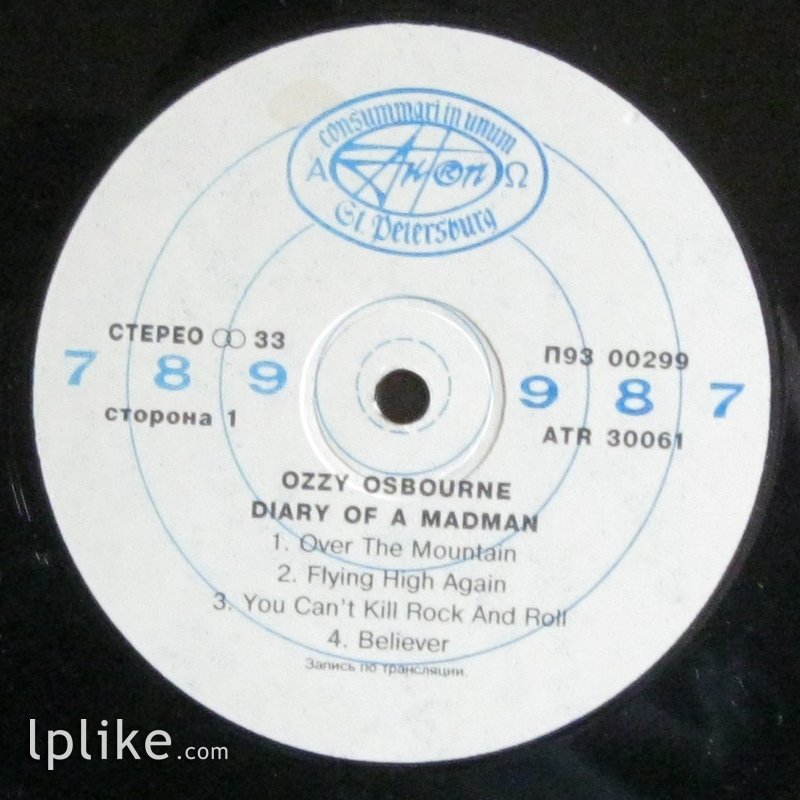 consummari in unum
А АнТроп Ω
St. Petersburg
СТЕРЕО 33
П93 00299
7 8 9
9 8 7
сторона 1
ATR 30061
OZZY OSBOURNE
DIARY OF A MADMAN
1. Over The Mountain
2. Flying High Again
3. You Can't Kill Rock And Roll
4. Believer
Запись по трансляции.
lplike.com